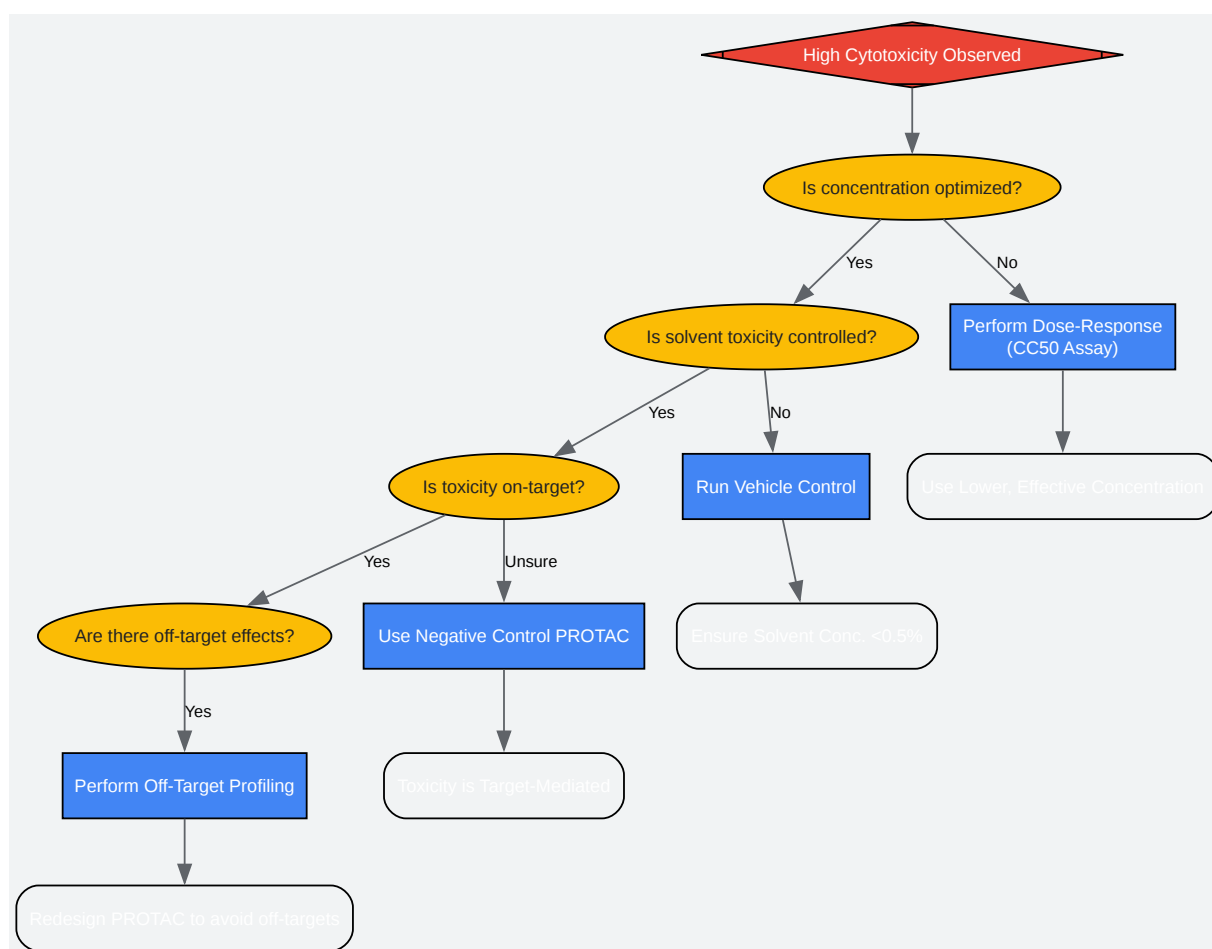 High Cytotoxicity Observed
Is concentration optimized?
Yes
No
Is solvent toxicity controlled?
Perform Dose-Response
(CC50 Assay)
Yes
No
Is toxicity on-target?
Run Vehicle Control
Use Lower, Effective Concentration
Yes
Unsure
Are there off-target effects?
Use Negative Control PROTAC
Ensure Solvent Conc. <0.5%
Yes
Perform Off-Target Profiling
Toxicity is Target-Mediated
Redesign PROTAC to avoid off-targets